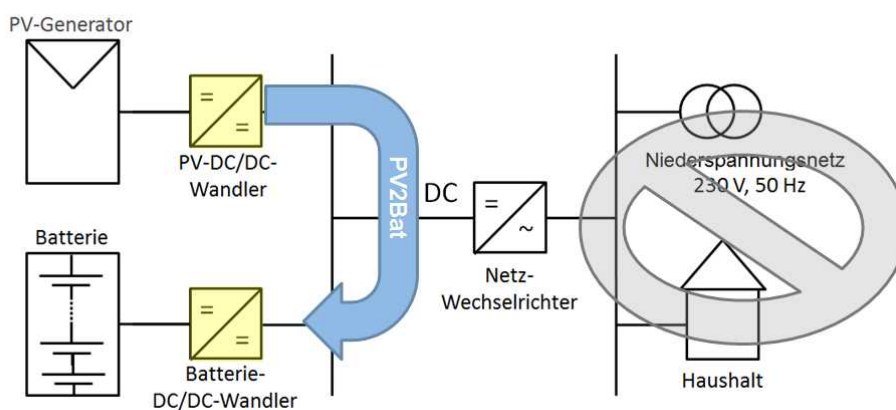 PV-Generator
PV-DC/DC-
Wandler
PV2Bat
DC
Niederspannungsnetz
230 V, 50 Hz
Batterie
Netz-
Wechselrichter
Batterie-
DC/DC-Wandler
Haushalt